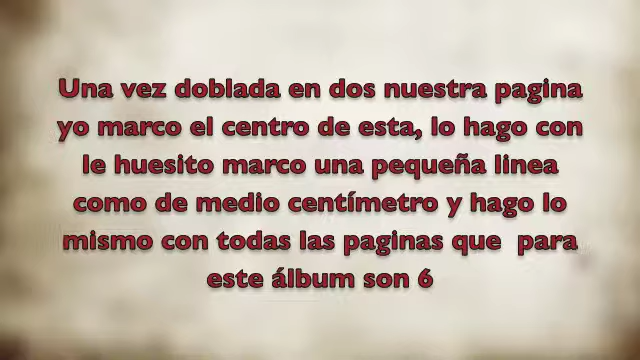 Una vez doblada en dos nuestra pagina
yo marco el centro de esta, lo hago con
le huesito marco una pequeña linea
como de medio centímetro y hago lo
mismo con todas las paginas que para
este álbum son 6